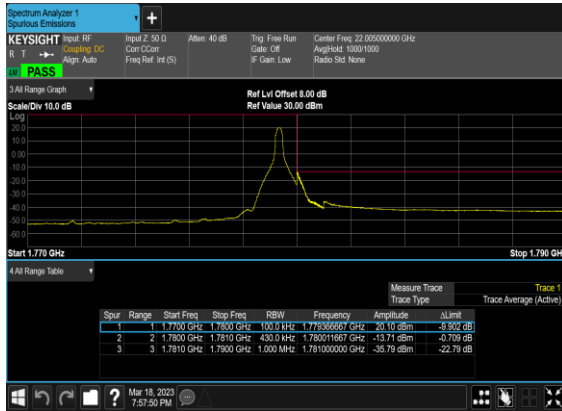 Spectrum Analyzer 1
Spurious Emissions
KEYSIGHT Input: RF Input Z: 50 Ω Atten: 40 dB Trig: Free Run Center Freq: 22.005000000 GHz
R T Coupling: DC Corr CCorr Gate: Off Avg|Hold: 1000/1000
Align: Auto Freq Ref: Int (S) IF Gain: Low Radio Std: None
LV PASS
3 All Range Graph
Ref Lvl Offset 8.00 dB
Scale/Div 10.0 dB Ref Value 30.00 dBm
Log
20.0
10.0
0.00
-10.0
-20.0
-30.0
-40.0
-50.0
-60.0
Start 1.770 GHz Stop 1.790 GH
4 All Range Table
Measure Trace Trace 1
Trace Type Trace Average (Active)
Spur Range Start Freq Stop Freq RBW Frequency Amplitude ΔLimit
1 1 1.7700 GHz 1.7800 GHz 100.0 kHz 1.779366667 GHz 20.10 dBm -9.902 dB
2 2 1.7800 GHz 1.7810 GHz 430.0 kHz 1.780011667 GHz -13.71 dBm -0.709 dB
3 3 1.7810 GHz 1.7900 GHz 1.000 MHz 1.781000000 GHz -35.79 dBm -22.79 dB
? Mar 18, 2023
7:57:50 PM